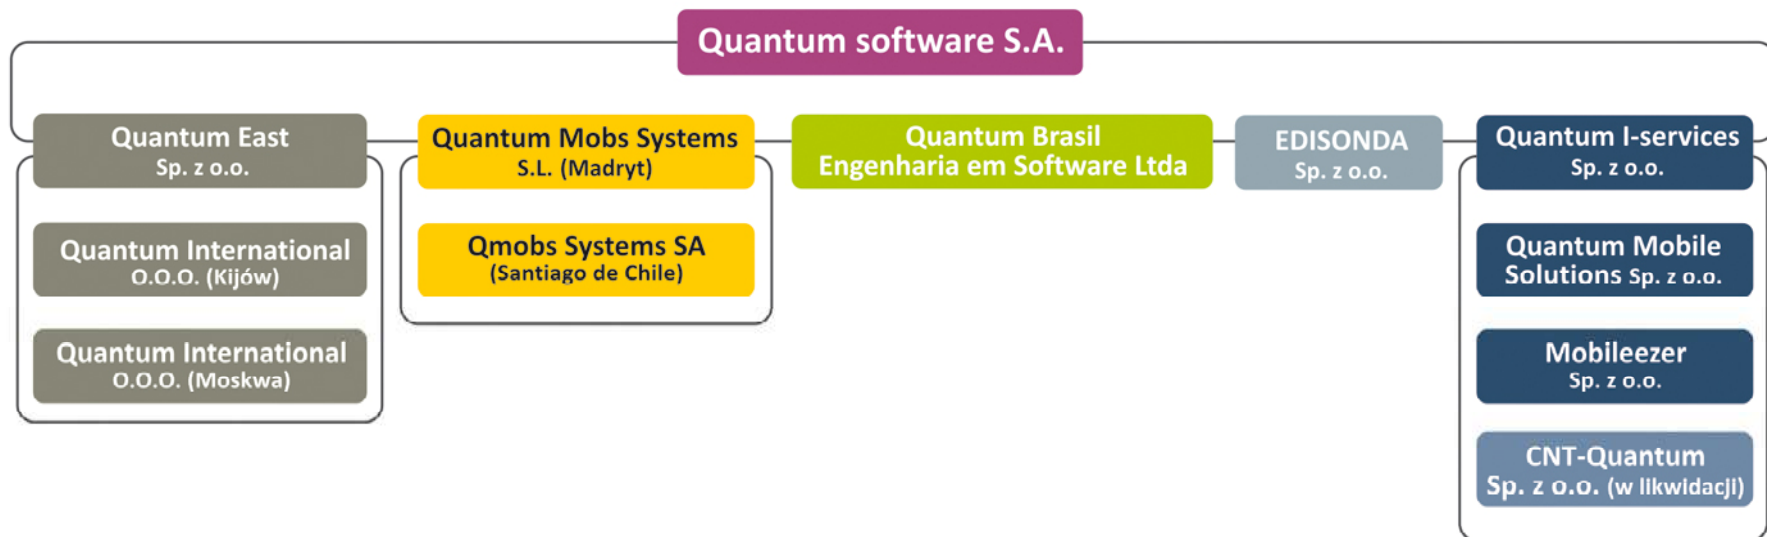 Quantum software S.A.
Quantum East
Sp. z o.o.
Quantum International
O.O.O. (Kijów)
Quantum International
O.O.O. (Moskwa)
Quantum Mobs Systems
S.L. (Madryt)
Qmobs Systems SA
(Santiago de Chile)
Quantum Brasil
Engenharia em Software Ltda
EDISONDA
Sp. z o.o.
Quantum I-services
Sp. z o.o.
Quantum Mobile
Solutions Sp. z o.o.
Mobileezer
Sp. z o.o.
CNT-Quantum
Sp. z o.o. (w likwidacji)